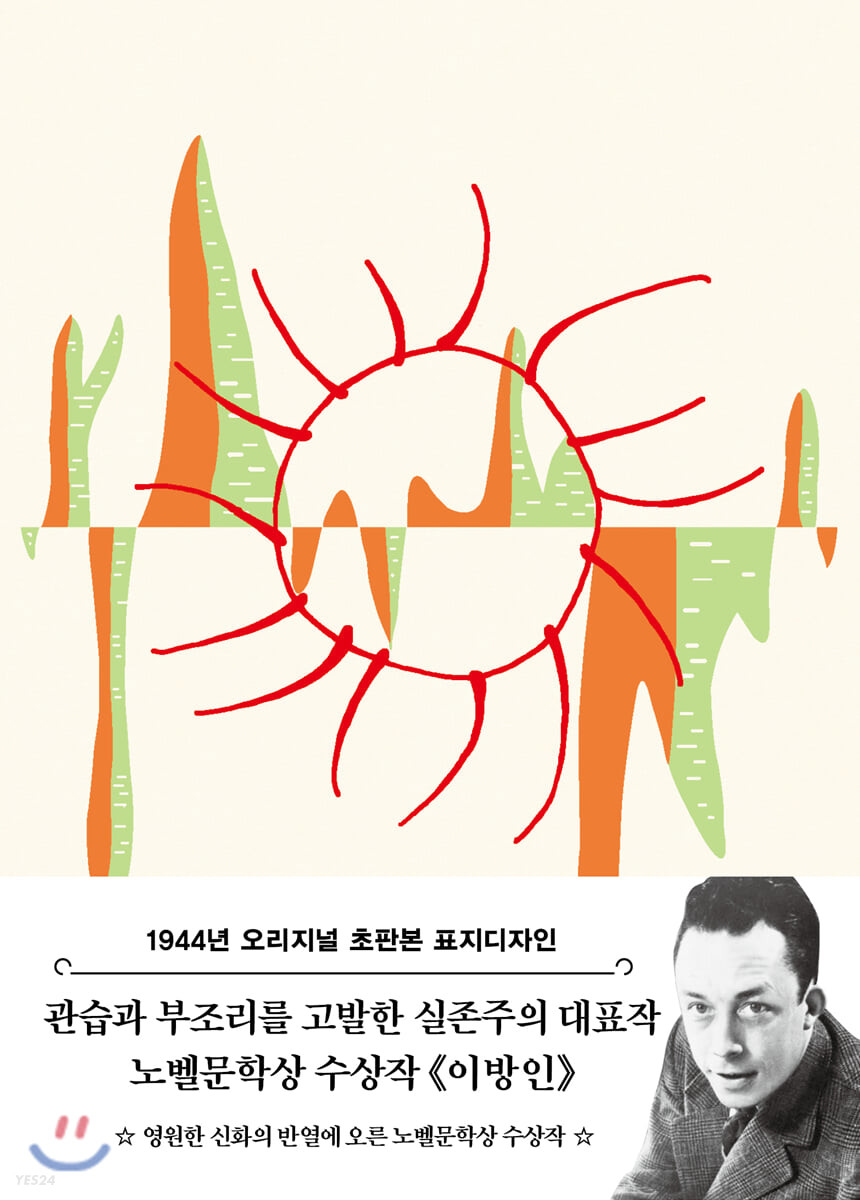 1944년 오리지널 초판본 표지디자인
관습과 부조리를 고발한 실존주의 대표작
노벨문학상 수상작 《이방인》
☆ 영원한 신화의 반열에 오른 노벨문학상 수상작 ☆
YES24